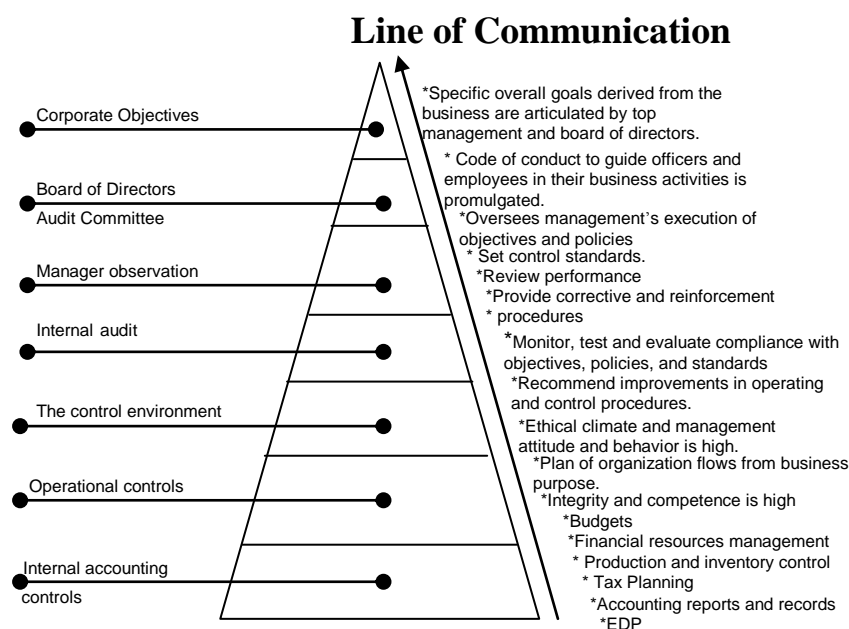 Line of Communication
Corporate Objectives
Board of Directors
Audit Committee
Manager observation
Internal audit
The control environment
Operational controls
Internal accounting
controls
*Specific overall goals derived from the
business are articulated by top
management and board of directors.
* Code of conduct to guide officers and
employees in their business activities is
promulgated.
*Oversees management's execution of
objectives and policies
* Set control standards.
*Review performance
*Provide corrective and reinforcement
* procedures
*Monitor, test and evaluate compliance with
objectives, policies, and standards
*Recommend improvements in operating
and control procedures.
*Ethical climate and management
attitude and behavior is high.
*Plan of organization flows from business
purpose.
*Integrity and competence is high
*Budgets
*Financial resources management
* Production and inventory control
* Tax Planning
*Accounting reports and records
*EDP